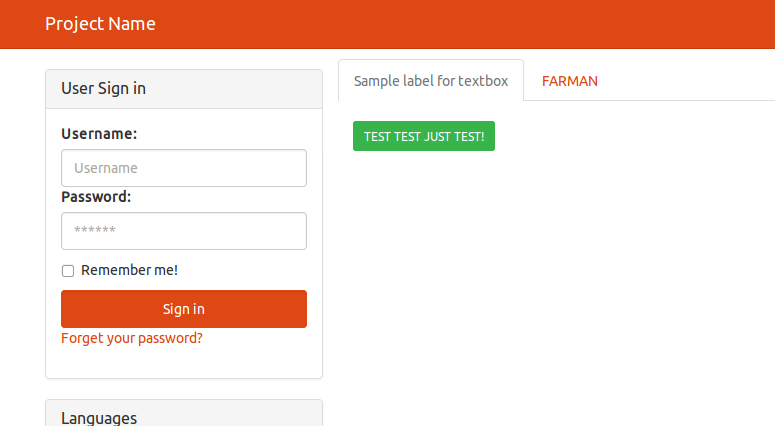 Project Name
User Sign in
Username:
Username
Password:
******
Remember me!
Sign in
Forget your password?
Languages
Sample label for textbox
FARMAN
TEST TEST JUST TEST!